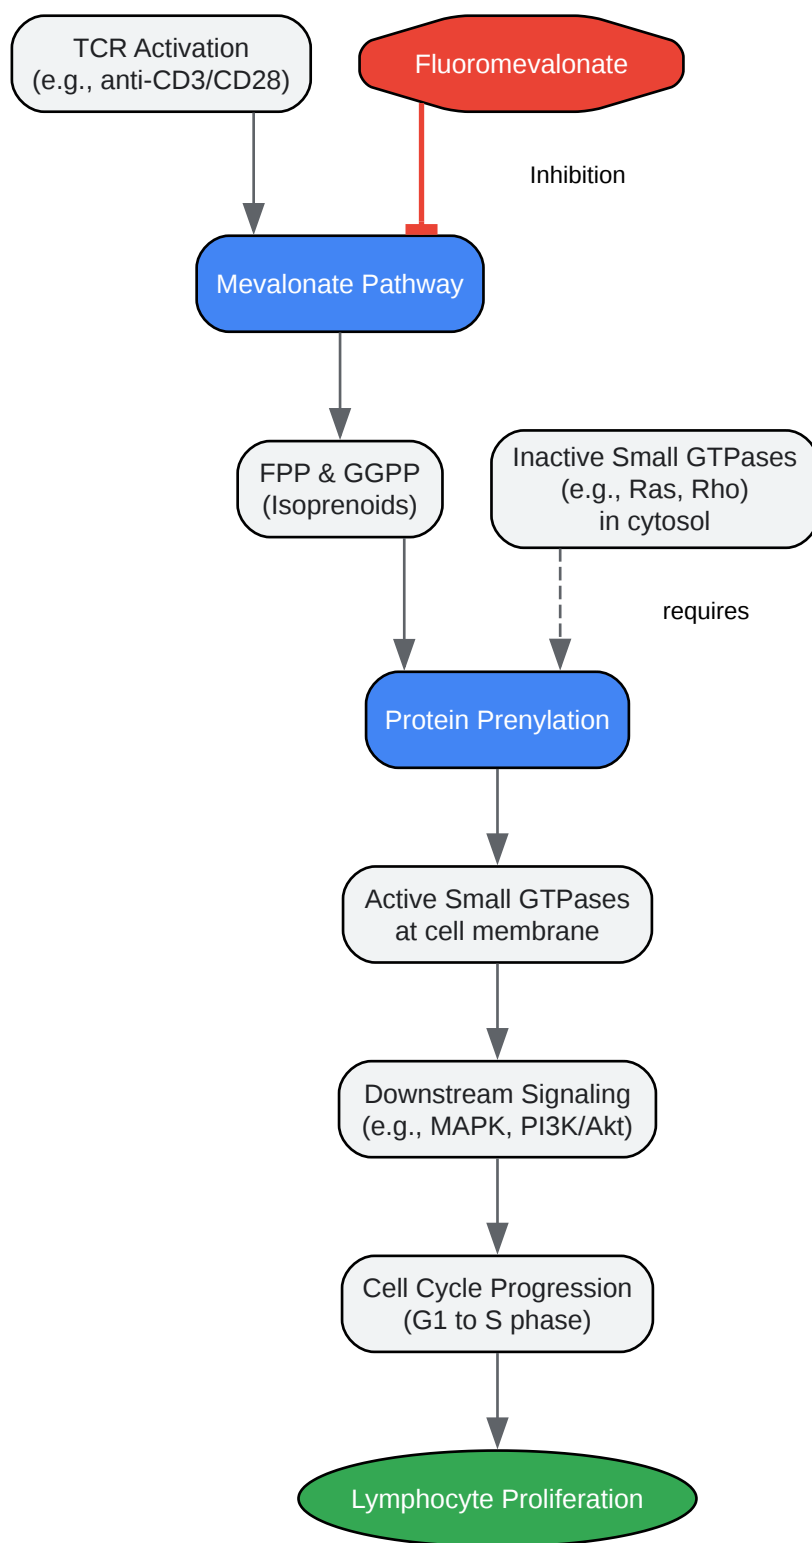 TCR Activation
(e.g., anti-CD3/CD28)
Fluoromevalonate
Inhibition
Mevalonate Pathway
FPP & GGPP
(Isoprenoids)
Inactive Small GTPases
(e.g., Ras, Rho)
in cytosol
requires
Protein Prenylation
Active Small GTPases
at cell membrane
Downstream Signaling
(e.g., MAPK, PI3K/Akt)
Cell Cycle Progression
(G1 to S phase)
Lymphocyte Proliferation